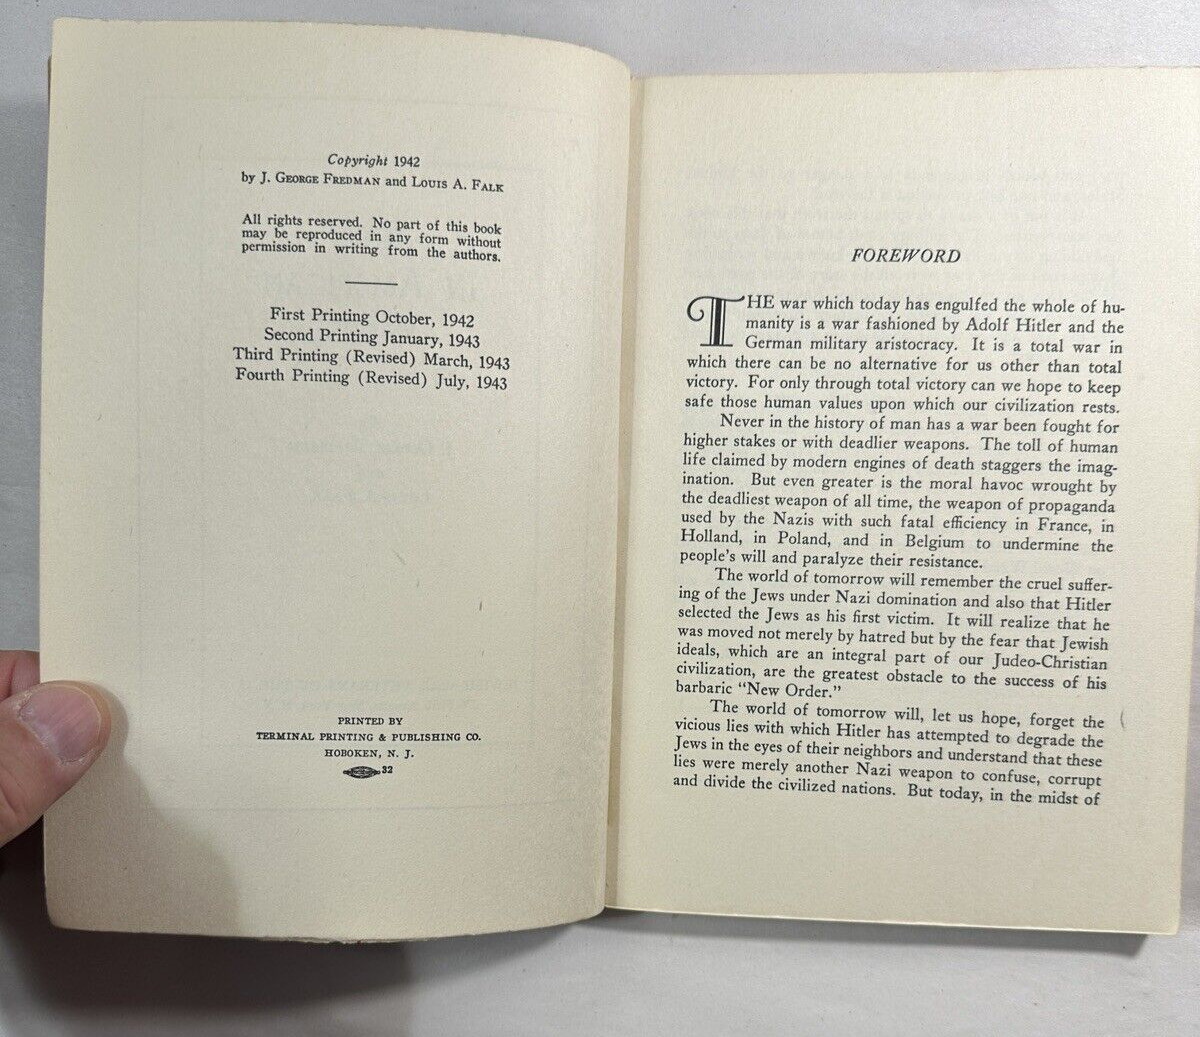 Copyright 1942
by J. GEORGE FREDMAN and LOUIS A. FALK
All rights reserved. No part of this book
may be reproduced in any form without
permission in writing from the authors.
First Printing October, 1942
Second Printing January, 1943
Third Printing (Revised) March, 1943
Fourth Printing (Revised) July, 1943
PRINTED BY
TERMINAL PRINTING & PUBLISHING CO.
HOBOKEN, N. J.
32
FOREWORD
THE war which today has engulfed the whole of hu-
manity is a war fashioned by Adolf Hitler and the
German military aristocracy. It is a total war in
which there can be no alternative for us other than total
victory. For only through total victory can we hope to keep
safe those human values upon which our civilization rests.
Never in the history of man has a war been fought for
higher stakes or with deadlier weapons. The toll of human
life claimed by modern engines of death staggers the imag-
ination. But even greater is the moral havoc wrought by
the deadliest weapon of all time, the weapon of propaganda
used by the Nazis with such fatal efficiency in France, in
Holland, in Poland, and in Belgium to undermine the
people's will and paralyze their resistance.
The world of tomorrow will remember the cruel suffer-
ing of the Jews under Nazi domination and also that Hitler
selected the Jews as his first victim. It will realize that he
was moved not merely by hatred but by the fear that Jewish
ideals, which are an integral part of our Judeo-Christian
civilization, are the greatest obstacle to the success of his
barbaric "New Order."
The world of tomorrow will, let us hope, forget the
vicious lies with which Hitler has attempted to degrade the
Jews in the eyes of their neighbors and understand that these
lies were merely another Nazi weapon to confuse, corrupt
and divide the civilized nations. But today, in the midst of